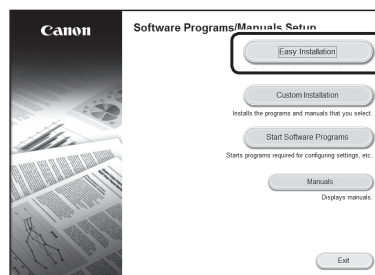 Canon
Software Programs/Manuals Setup
Easy Installation
Custom Installation
Installs the programs and manuals that you select.
Start Software Programs
Starts programs required for configuring settings, etc.
Manuals
Displays manuals.
Exit